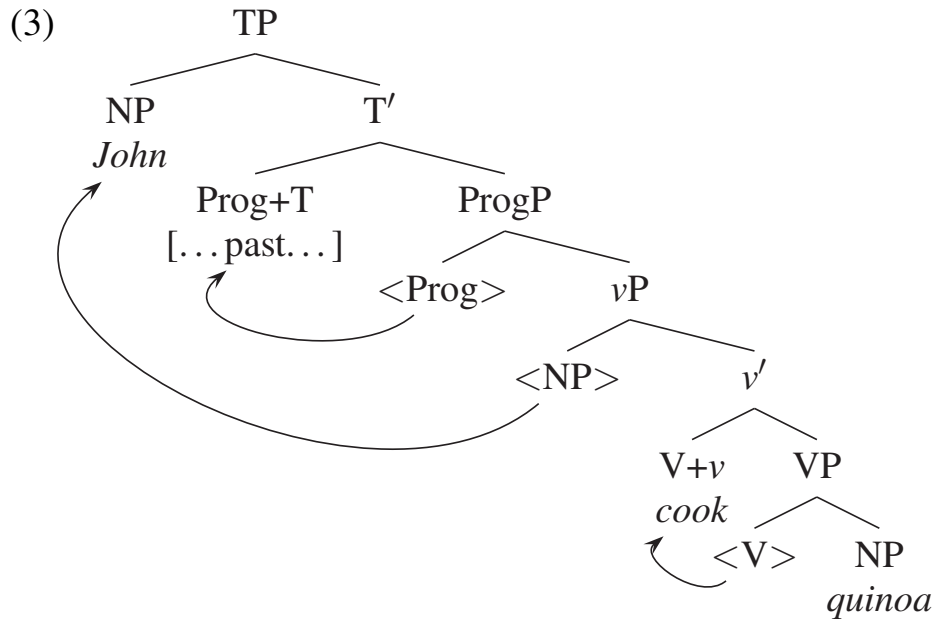 (3) TP
NP T′
John
Prog+T ProgP
[…past…]
<Prog> vP
<NP> v′
V+v VP
cook
<V> NP
quinoa